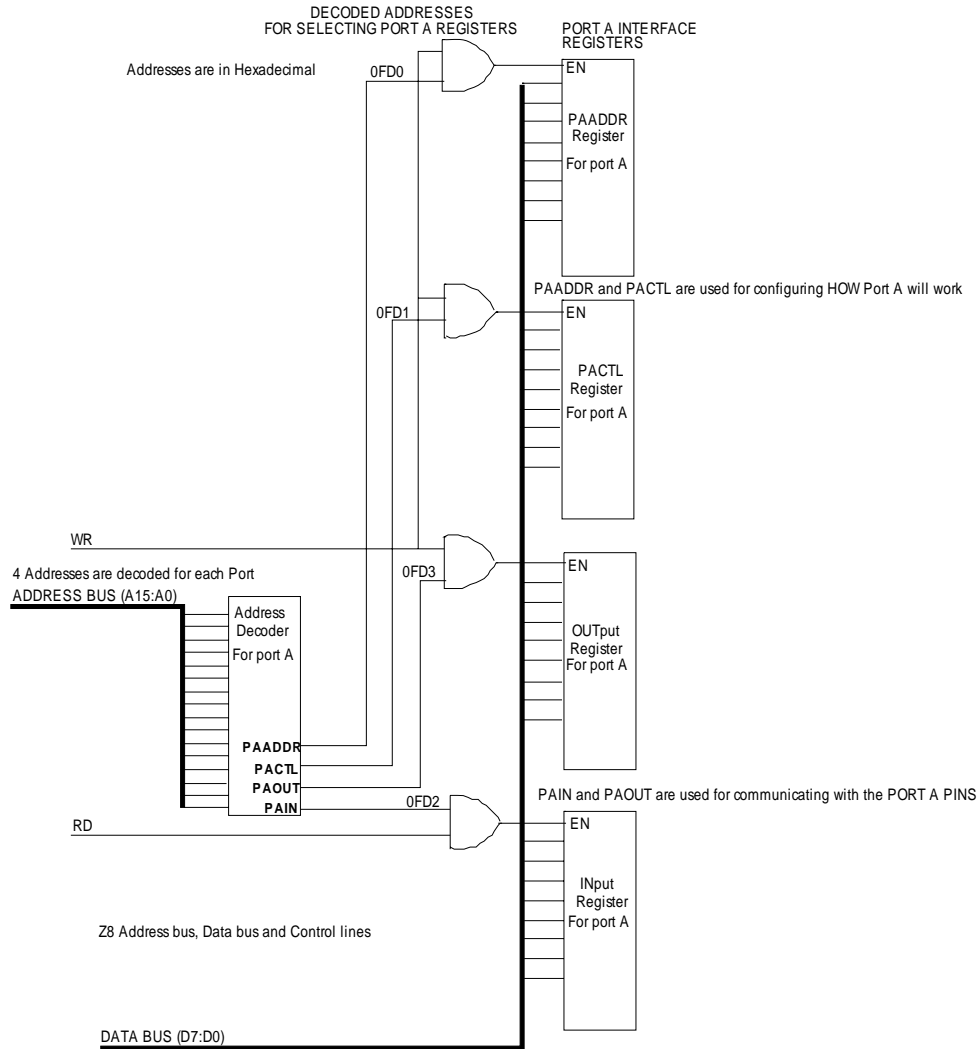 DECODED ADDRESSES
FOR SELECTING PORT A REGISTERS
PORT A INTERFACE
REGISTERS
Addresses are in Hexadecimal
0FD0
EN
PAADDR
Register
For port A
PAADDR and PACTL are used for configuring HOW Port A will work
0FD1
EN
PACTL
Register
For port A
WR
4 Addresses are decoded for each Port
ADDRESS BUS (A15:A0)
0FD3
EN
OUTput
Register
For port A
Address
Decoder
For port A
PAADDR
PACTL
PAOUT
PAIN
0FD2
PAIN and PAOUT are used for communicating with the PORT A PINS
RD
EN
INput
Register
For port A
Z8 Address bus, Data bus and Control lines
DATA BUS (D7:D0)